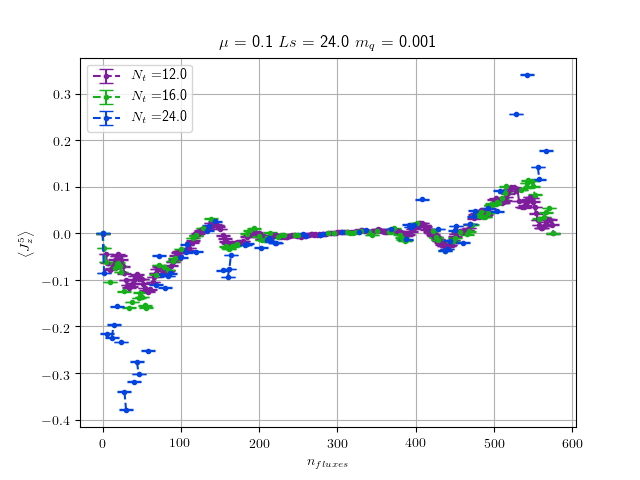 μ = 0.1 Ls = 24.0 m_q = 0.001
N_t =12.0
N_t =16.0
N_t =24.0
0.3
0.2
0.1
0.0
−0.1
−0.2
−0.3
−0.4
⟨J_z^5⟩
0 100 200 300 400 500 600
n_{fluxes}